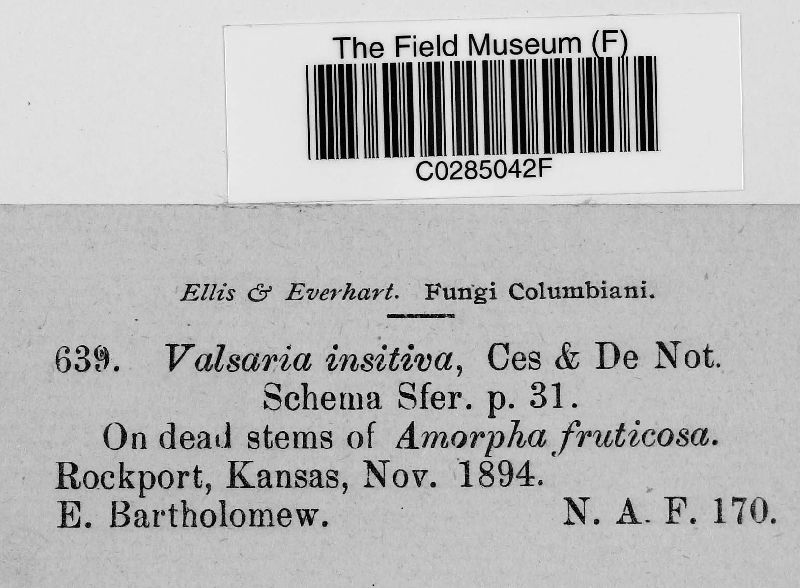 The Field Museum (F)
C0285042F
Ellis & Everhart. Fungi Columbiani.
639. Valsaria insitiva, Ces & De Not.
Schema Sfer. p. 31.
On dead stems of Amorpha fruticosa.
Rockport, Kansas, Nov. 1894.
E. Bartholomew. N. A. F. 170.